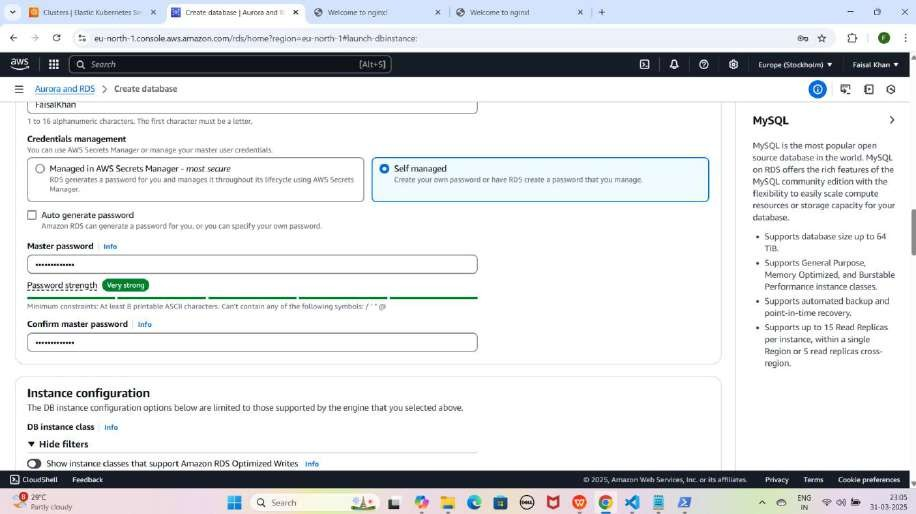 Clusters | Elastic Kubernetes Se
Create database | Aurora and R
Welcome to nginx!
Welcome to nginx!
eu-north-1.console.aws.amazon.com/rds/home?region=eu-north-1#launch-dbinstance:
F
aws
Search
[Alt+S]
Europe (Stockholm)
Faisal Khan
Aurora and RDS
Create database
FaisalKhan
1 to 16 alphanumeric characters. The first character must be a letter.
Credentials management
You can use AWS Secrets Manager or manage your master user credentials.
Managed in AWS Secrets Manager - most secure
RDS generates a password for you and manages it throughout its lifecycle using AWS Secrets
Manager.
Self managed
Create your own password or have RDS create a password that you manage.
Auto generate password
Amazon RDS can generate a password for you, or you can specify your own password.
Master password
Info
•••••••••••••
Password strength
Very strong
Minimum constraints: At least 8 printable ASCII characters. Can't contain any of the following symbols: / ' " @
Confirm master password
Info
•••••••••••••
Instance configuration
The DB instance configuration options below are limited to those supported by the engine that you selected above.
DB instance class
Info
Hide filters
Show instance classes that support Amazon RDS Optimized Writes
Info
MySQL
MySQL is the most popular open
source database in the world. MySQL
on RDS offers the rich features of the
MySQL community edition with the
flexibility to easily scale compute
resources or storage capacity for your
database.
• Supports database size up to 64
TiB.
• Supports General Purpose,
Memory Optimized, and Burstable
Performance instance classes.
• Supports automated backup and
point-in-time recovery.
• Supports up to 15 Read Replicas
per instance, within a single
Region or 5 read replicas cross-
region.
CloudShell
Feedback
© 2025, Amazon Web Services, Inc. or its affiliates.
Privacy
Terms
Cookie preferences
8
29°C
Partly cloudy
Search
DELL
ENG
IN
23:05
31-03-2025